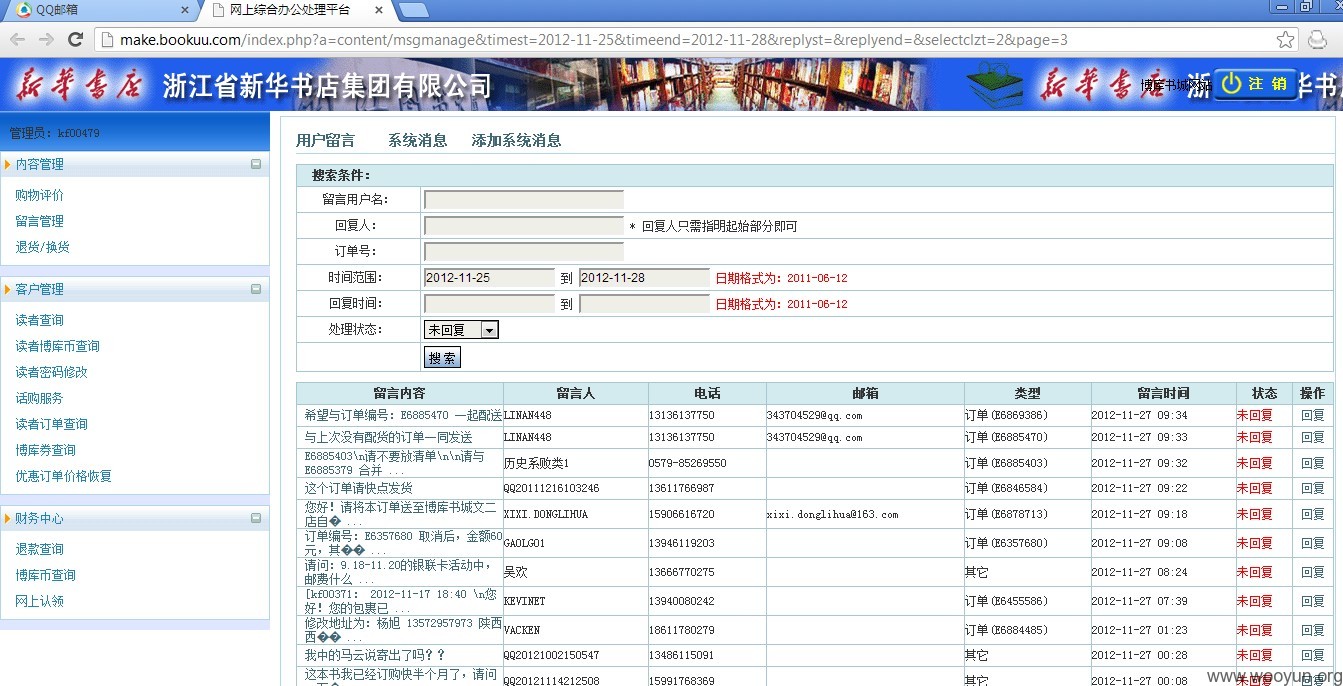 QQ邮箱
网上综合办公处理平台
make.bookuu.com/index.php?a=content/msgmanage&timest=2012-11-25&timeend=2012-11-28&replyst=&replyend=&selectclzt=2&page=3
新华书店 浙江省新华书店集团有限公司 新华书店 浙 华书
博库书城网站
注 销
管理员：kf00479
内容管理
购物评价
留言管理
退货/换货
客户管理
读者查询
读者博库币查询
读者密码修改
话购服务
读者订单查询
博库券查询
优惠订单价格恢复
财务中心
退款查询
博库币查询
网上认领
用户留言 系统消息 添加系统消息
搜索条件：
留言用户名：
回复人： * 回复人只需指明起始部分即可
订单号：
时间范围： 2012-11-25 到 2012-11-28 日期格式为：2011-06-12
回复时间： 到 日期格式为：2011-06-12
处理状态： 未回复
搜 索
留言内容 留言人 电话 邮箱 类型 留言时间 状态 操作
希望与订单编号：E6885470 一起配送 LINAN448 13136137750 343704529@qq.com 订单(E6869386) 2012-11-27 09:34 未回复 回复
与上次没有配货的订单一同发送 LINAN448 13136137750 343704529@qq.com 订单(E6885470) 2012-11-27 09:33 未回复 回复
E6885403\n请不要放清单\n\n请与
E6885379 合并 ... 历史系败类1 0579-85269550 订单(E6885403) 2012-11-27 09:32 未回复 回复
这个订单请快点发货 QQ20111216103246 13611766987 订单(E6846584) 2012-11-27 09:22 未回复 回复
您好！请将本订单送至博库书城文二
店自� ... XIXI.DONGLIHUA 15906616720 xixi.donglihua@163.com 订单(E6878713) 2012-11-27 09:18 未回复 回复
订单编号：E6357680 取消后，金额60
元，其�� ... GAOLG01 13946119203 订单(E6357680) 2012-11-27 09:08 未回复 回复
请问：9.18-11.20的银联卡活动中，
邮费什么 ... 吴欢 13666770275 其它 2012-11-27 08:24 未回复 回复
[kf00371： 2012-11-17 18:40 \n您
好！您的包裹已 ... KEVINET 13940080242 订单(E6455586) 2012-11-27 07:39 未回复 回复
修改地址为：杨旭 13572957973 陕西
西�� ... VACKEN 18611780279 订单(E6884485) 2012-11-27 01:23 未回复 回复
我中的马云说寄出了吗？？ QQ20121002150547 13486115091 其它 2012-11-27 00:28 未回复 回复
这本书我已经订购快半个月了，请问 QQ20121114212508 15991768369 其它 2012-11-27 00:08 未回复 回复
www.wooyun.org